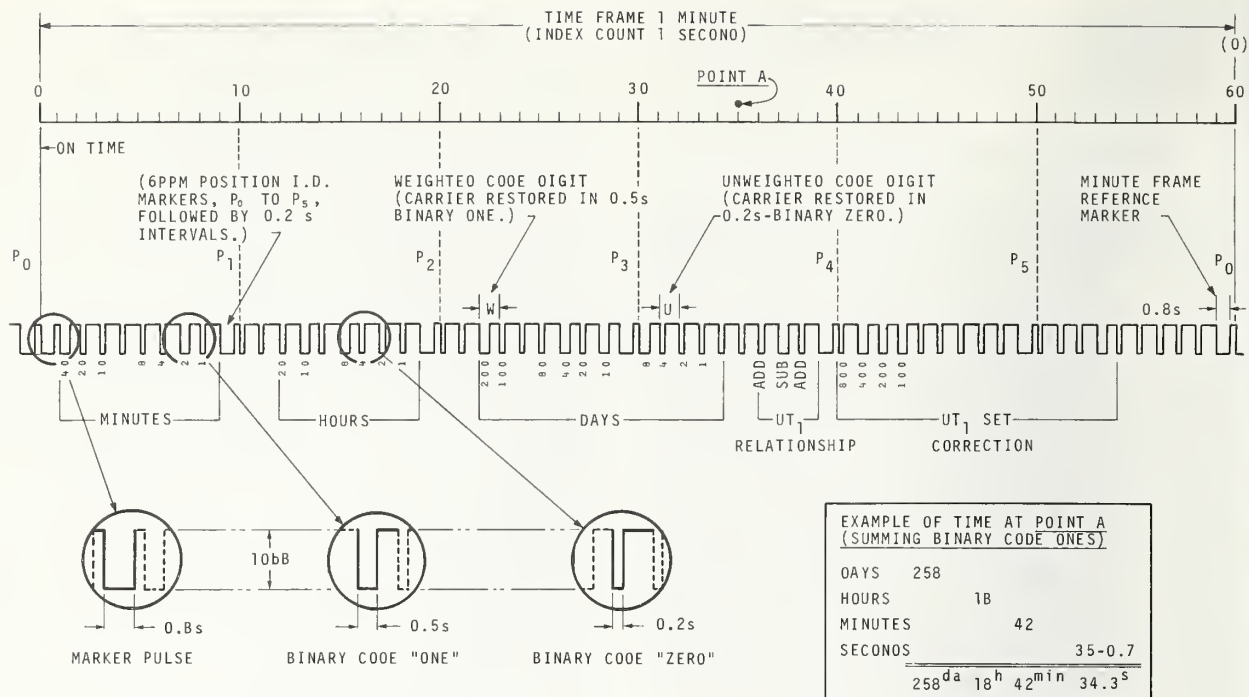 TIME FRAME 1 MINUTE
(INDEX COUNT 1 SECOND)
(0)
0 10 20 30 POINT A 40 50 60
ON TIME
(6PPM POSITION I.D.
MARKERS, P0 TO P5,
FOLLOWED BY 0.2 s
INTERVALS.)
WEIGHTEO COOE OIGIT
(CARRIER RESTORED IN 0.5s
BINARY ONE.)
UNWEIGHTEO COOE OIGIT
(CARRIER RESTORED IN
0.2s-BINARY ZERO.)
MINUTE FRAME
REFERNCE
MARKER
P0 P1 P2 P3 P4 P5 P0
W U 0.8s
40 20 10 8 4 2 1 20 10 8 4 2 1 200 100 80 40 20 10 8 4 2 1 ADD SUB ADD 800 400 200 100
MINUTES HOURS DAYS UT1 RELATIONSHIP UT1 SET CORRECTION
10bB
0.Bs 0.5s 0.2s
MARKER PULSE BINARY CODE "ONE" BINARY CODE "ZERO"
EXAMPLE OF TIME AT POINT A
(SUMMING BINARY CODE ONES)
OAYS 258
HOURS 1B
MINUTES 42
SECONOS 35-0.7
258da 18h 42min 34.3s